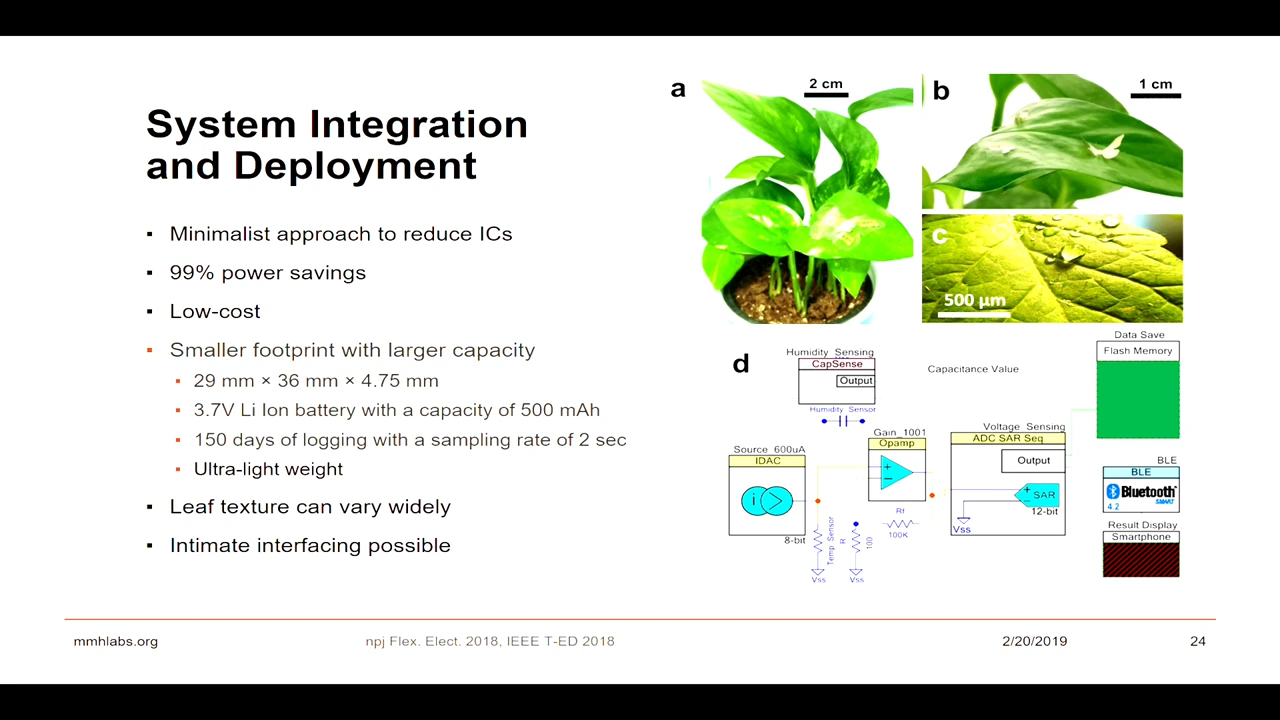 System Integration
and Deployment
▪ Minimalist approach to reduce ICs
▪ 99% power savings
▪ Low-cost
▪ Smaller footprint with larger capacity
▪ 29 mm × 36 mm × 4.75 mm
▪ 3.7V Li Ion battery with a capacity of 500 mAh
▪ 150 days of logging with a sampling rate of 2 sec
▪ Ultra-light weight
▪ Leaf texture can vary widely
▪ Intimate interfacing possible
a
2 cm
b
1 cm
c
500 µm
d
Humidity Sensing
CapSense
Output
Humidity Sensor
Capacitance Value
Data Save
Flash Memory
Source_600uA
IDAC
i
8-bit
Temp Sensor
Vss
R
100
Vss
Gain_1001
Opamp
+
−
Rf
100K
Voltage Sensing
ADC SAR Seq
Output
+
−
SAR
12-bit
Vss
BLE
BLE
Bluetooth
SMART
4.2
Result Display
Smartphone
mmhlabs.org
npj Flex. Elect. 2018, IEEE T-ED 2018
2/20/2019
24